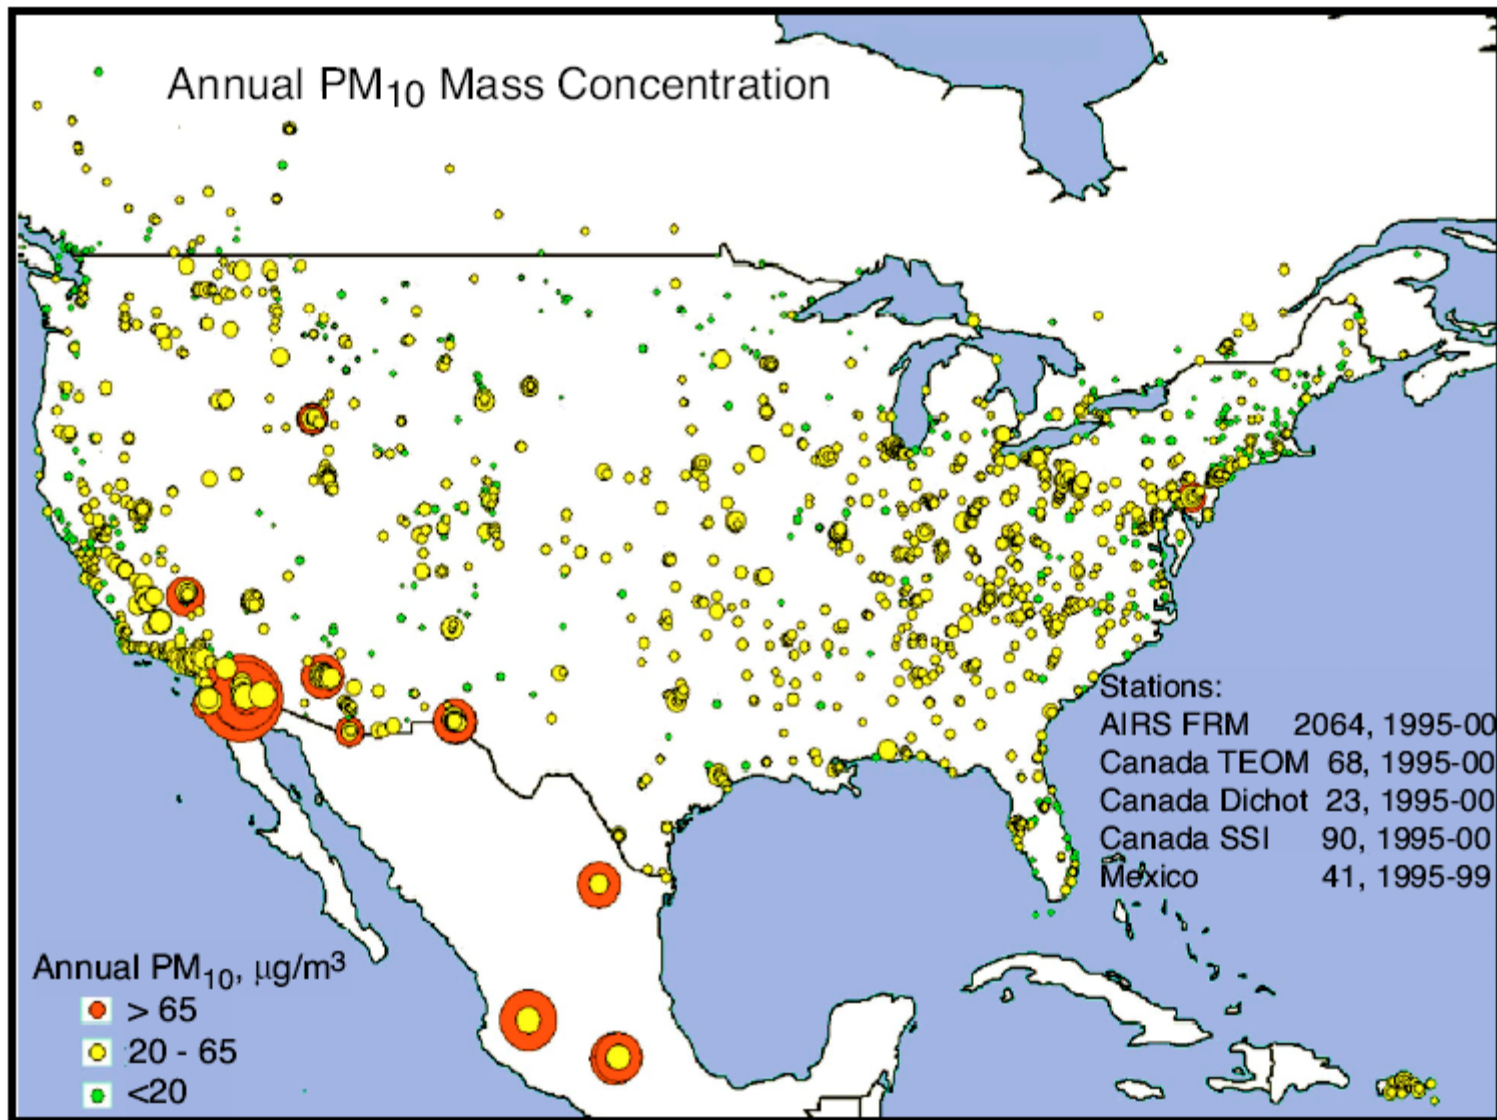 Annual PM10 Mass Concentration
Stations:
AIRS FRM 2064, 1995-00
Canada TEOM 68, 1995-00
Canada Dichot 23, 1995-00
Canada SSI 90, 1995-00
Mexico 41, 1995-99
Annual PM10, μg/m³
> 65
20 - 65
<20